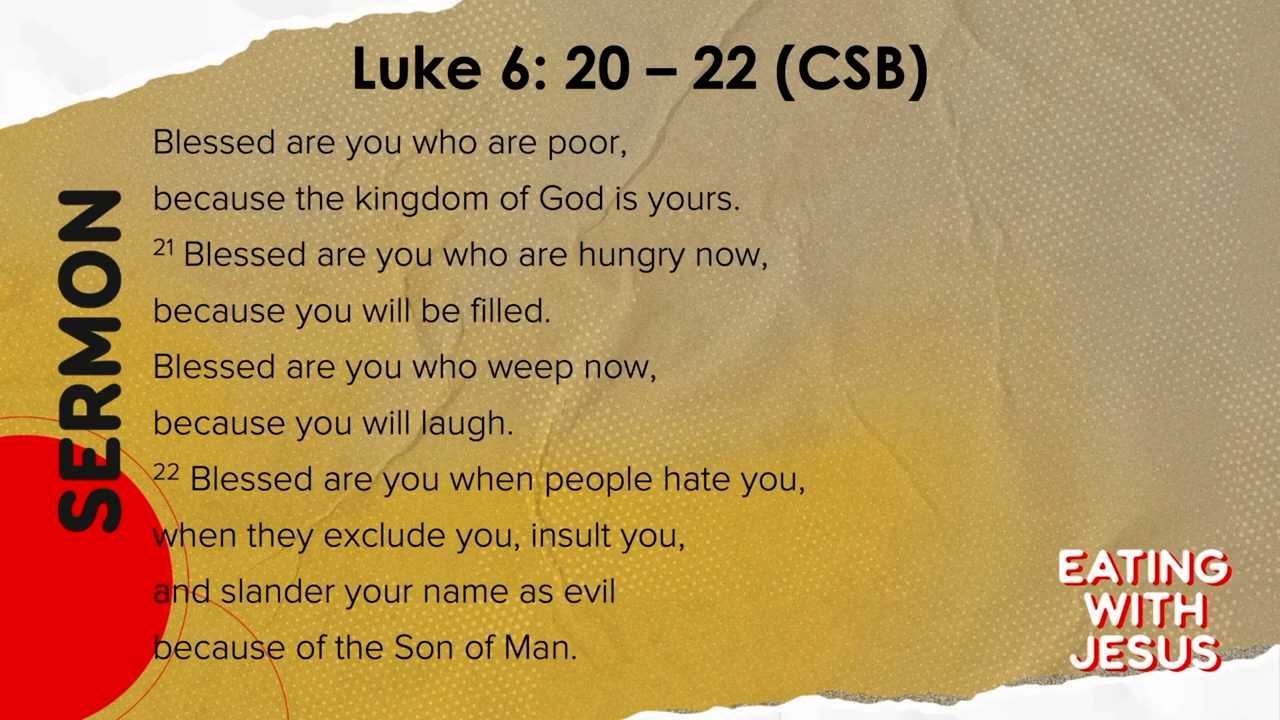 Luke 6: 20 – 22 (CSB)
Blessed are you who are poor,
because the kingdom of God is yours.
21 Blessed are you who are hungry now,
because you will be filled.
Blessed are you who weep now,
because you will laugh.
22 Blessed are you when people hate you,
when they exclude you, insult you,
and slander your name as evil
because of the Son of Man.
SERMON
EATING
WITH
JESUS